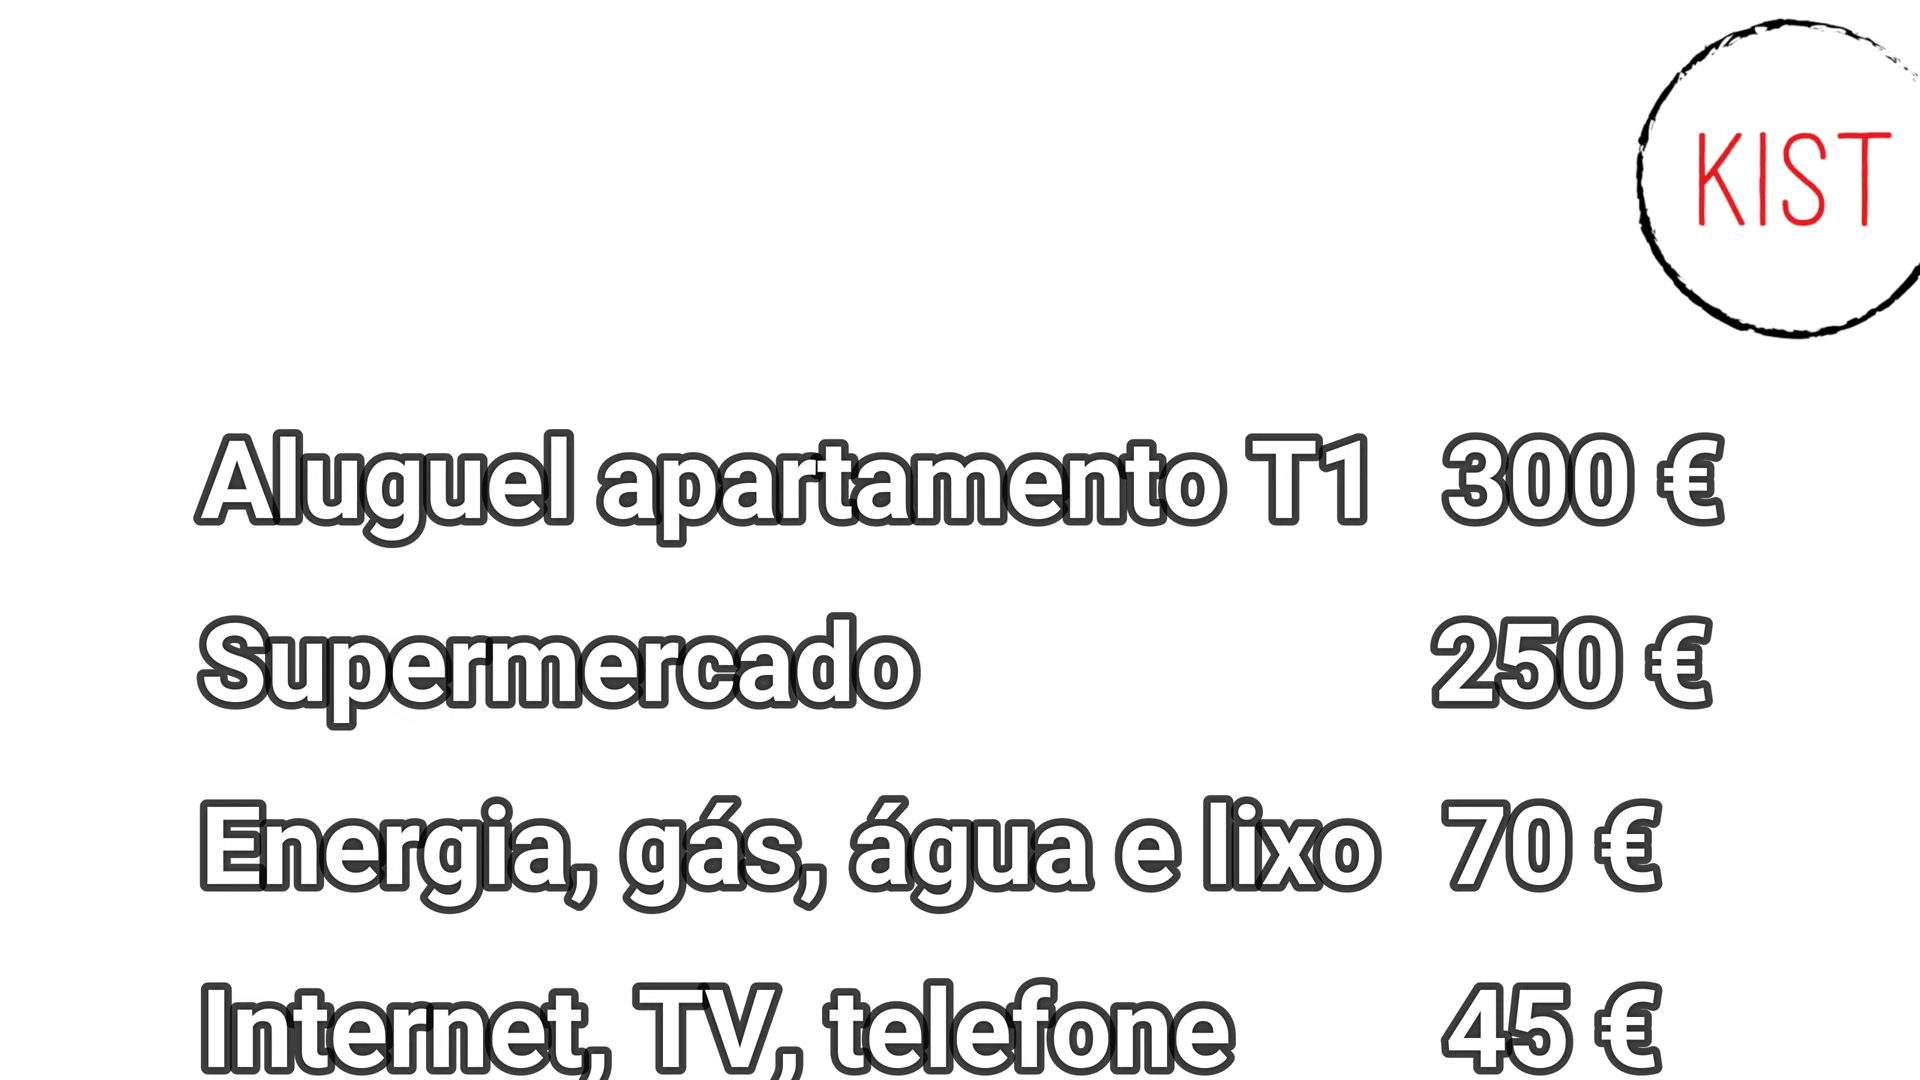 KIST
Aluguel apartamento T1 300 €
Supermercado 250 €
Energia, gás, água e lixo 70 €
Internet, TV, telefone 45 €